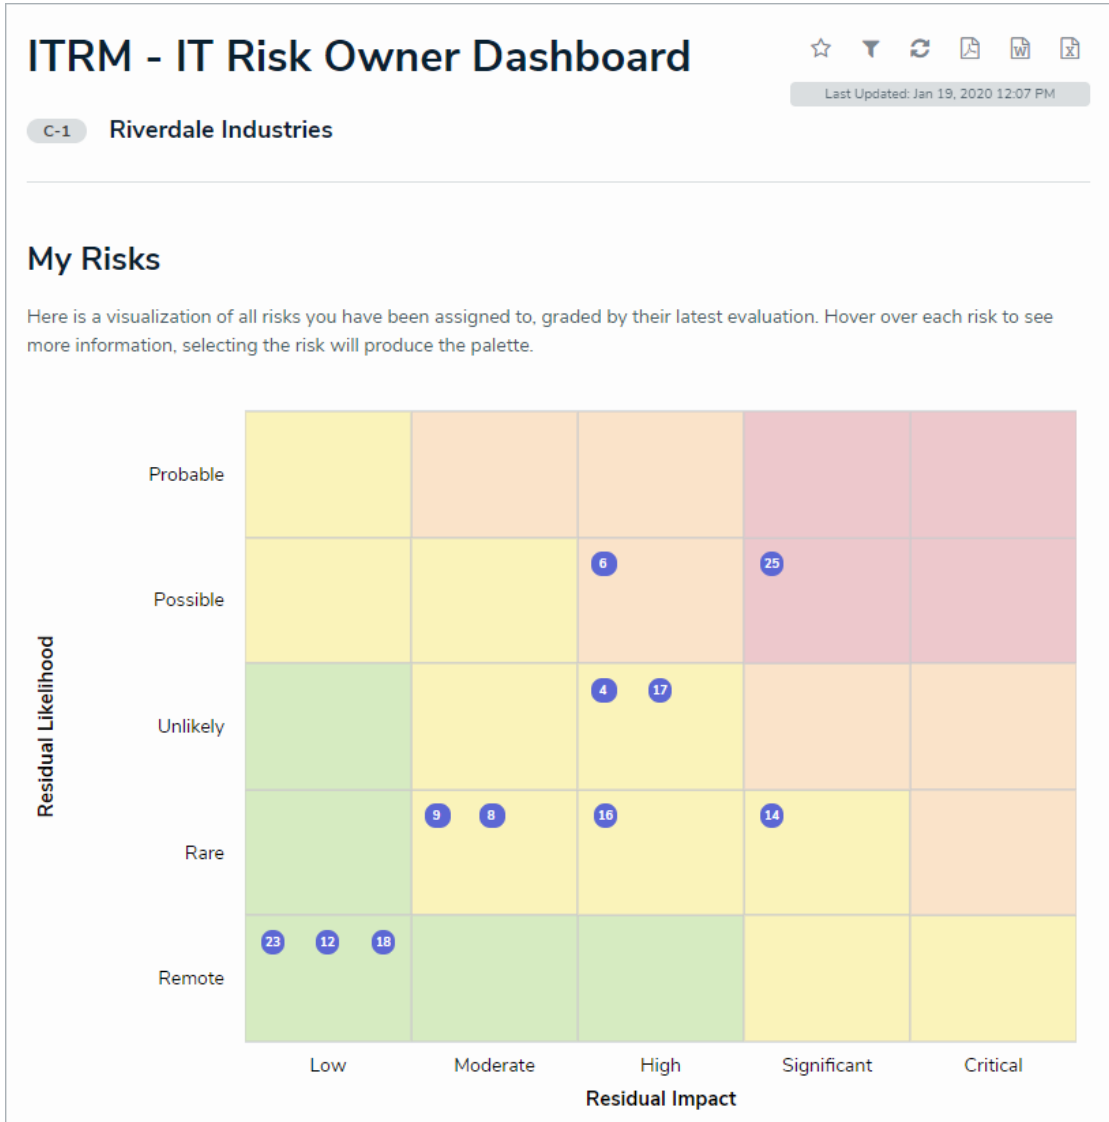 ITRM - IT Risk Owner Dashboard
Last Updated: Jan 19, 2020 12:07 PM
C-1 Riverdale Industries
My Risks
Here is a visualization of all risks you have been assigned to, graded by their latest evaluation. Hover over each risk to see
more information, selecting the risk will produce the palette.
Residual Likelihood
Probable
Possible 6 25
Unlikely 4 17
Rare 9 8 16 14
Remote 23 12 18
Low Moderate High Significant Critical
Residual Impact